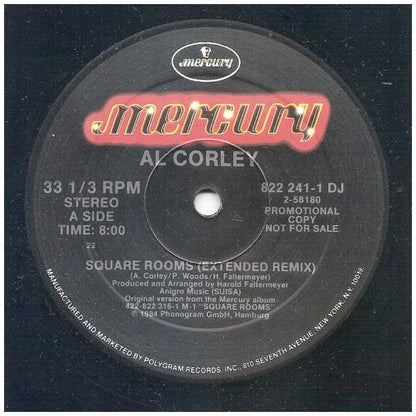 mercury
mercury
AL CORLEY
33 1/3 RPM
STEREO
A SIDE
TIME: 8:00
22
822 241-1 DJ
2-58180
PROMOTIONAL
COPY
NOT FOR SALE
SQUARE ROOMS (EXTENDED REMIX)
(A. Corley/P. Woods/H. Faltermeyer)
Produced and Arranged by Harold Faltermeyer
Anigro Music (SUISA)
Original version from the Mercury album
422-822 316-1 M-1 "SQUARE ROOMS"
℗ 1984 Phonogram GmbH, Hamburg
MANUFACTURED AND MARKETED BY POLYGRAM RECORDS, INC., 810 SEVENTH AVENUE, NEW YORK, N.Y. 10019